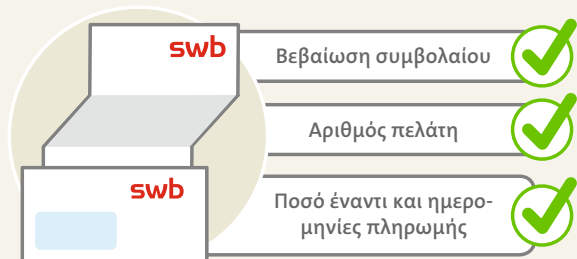 swb
Βεβαίωση συμβολαίου
Αριθμός πελάτη
swb
Ποσό έναντι και ημερο-
μηνίες πληρωμής